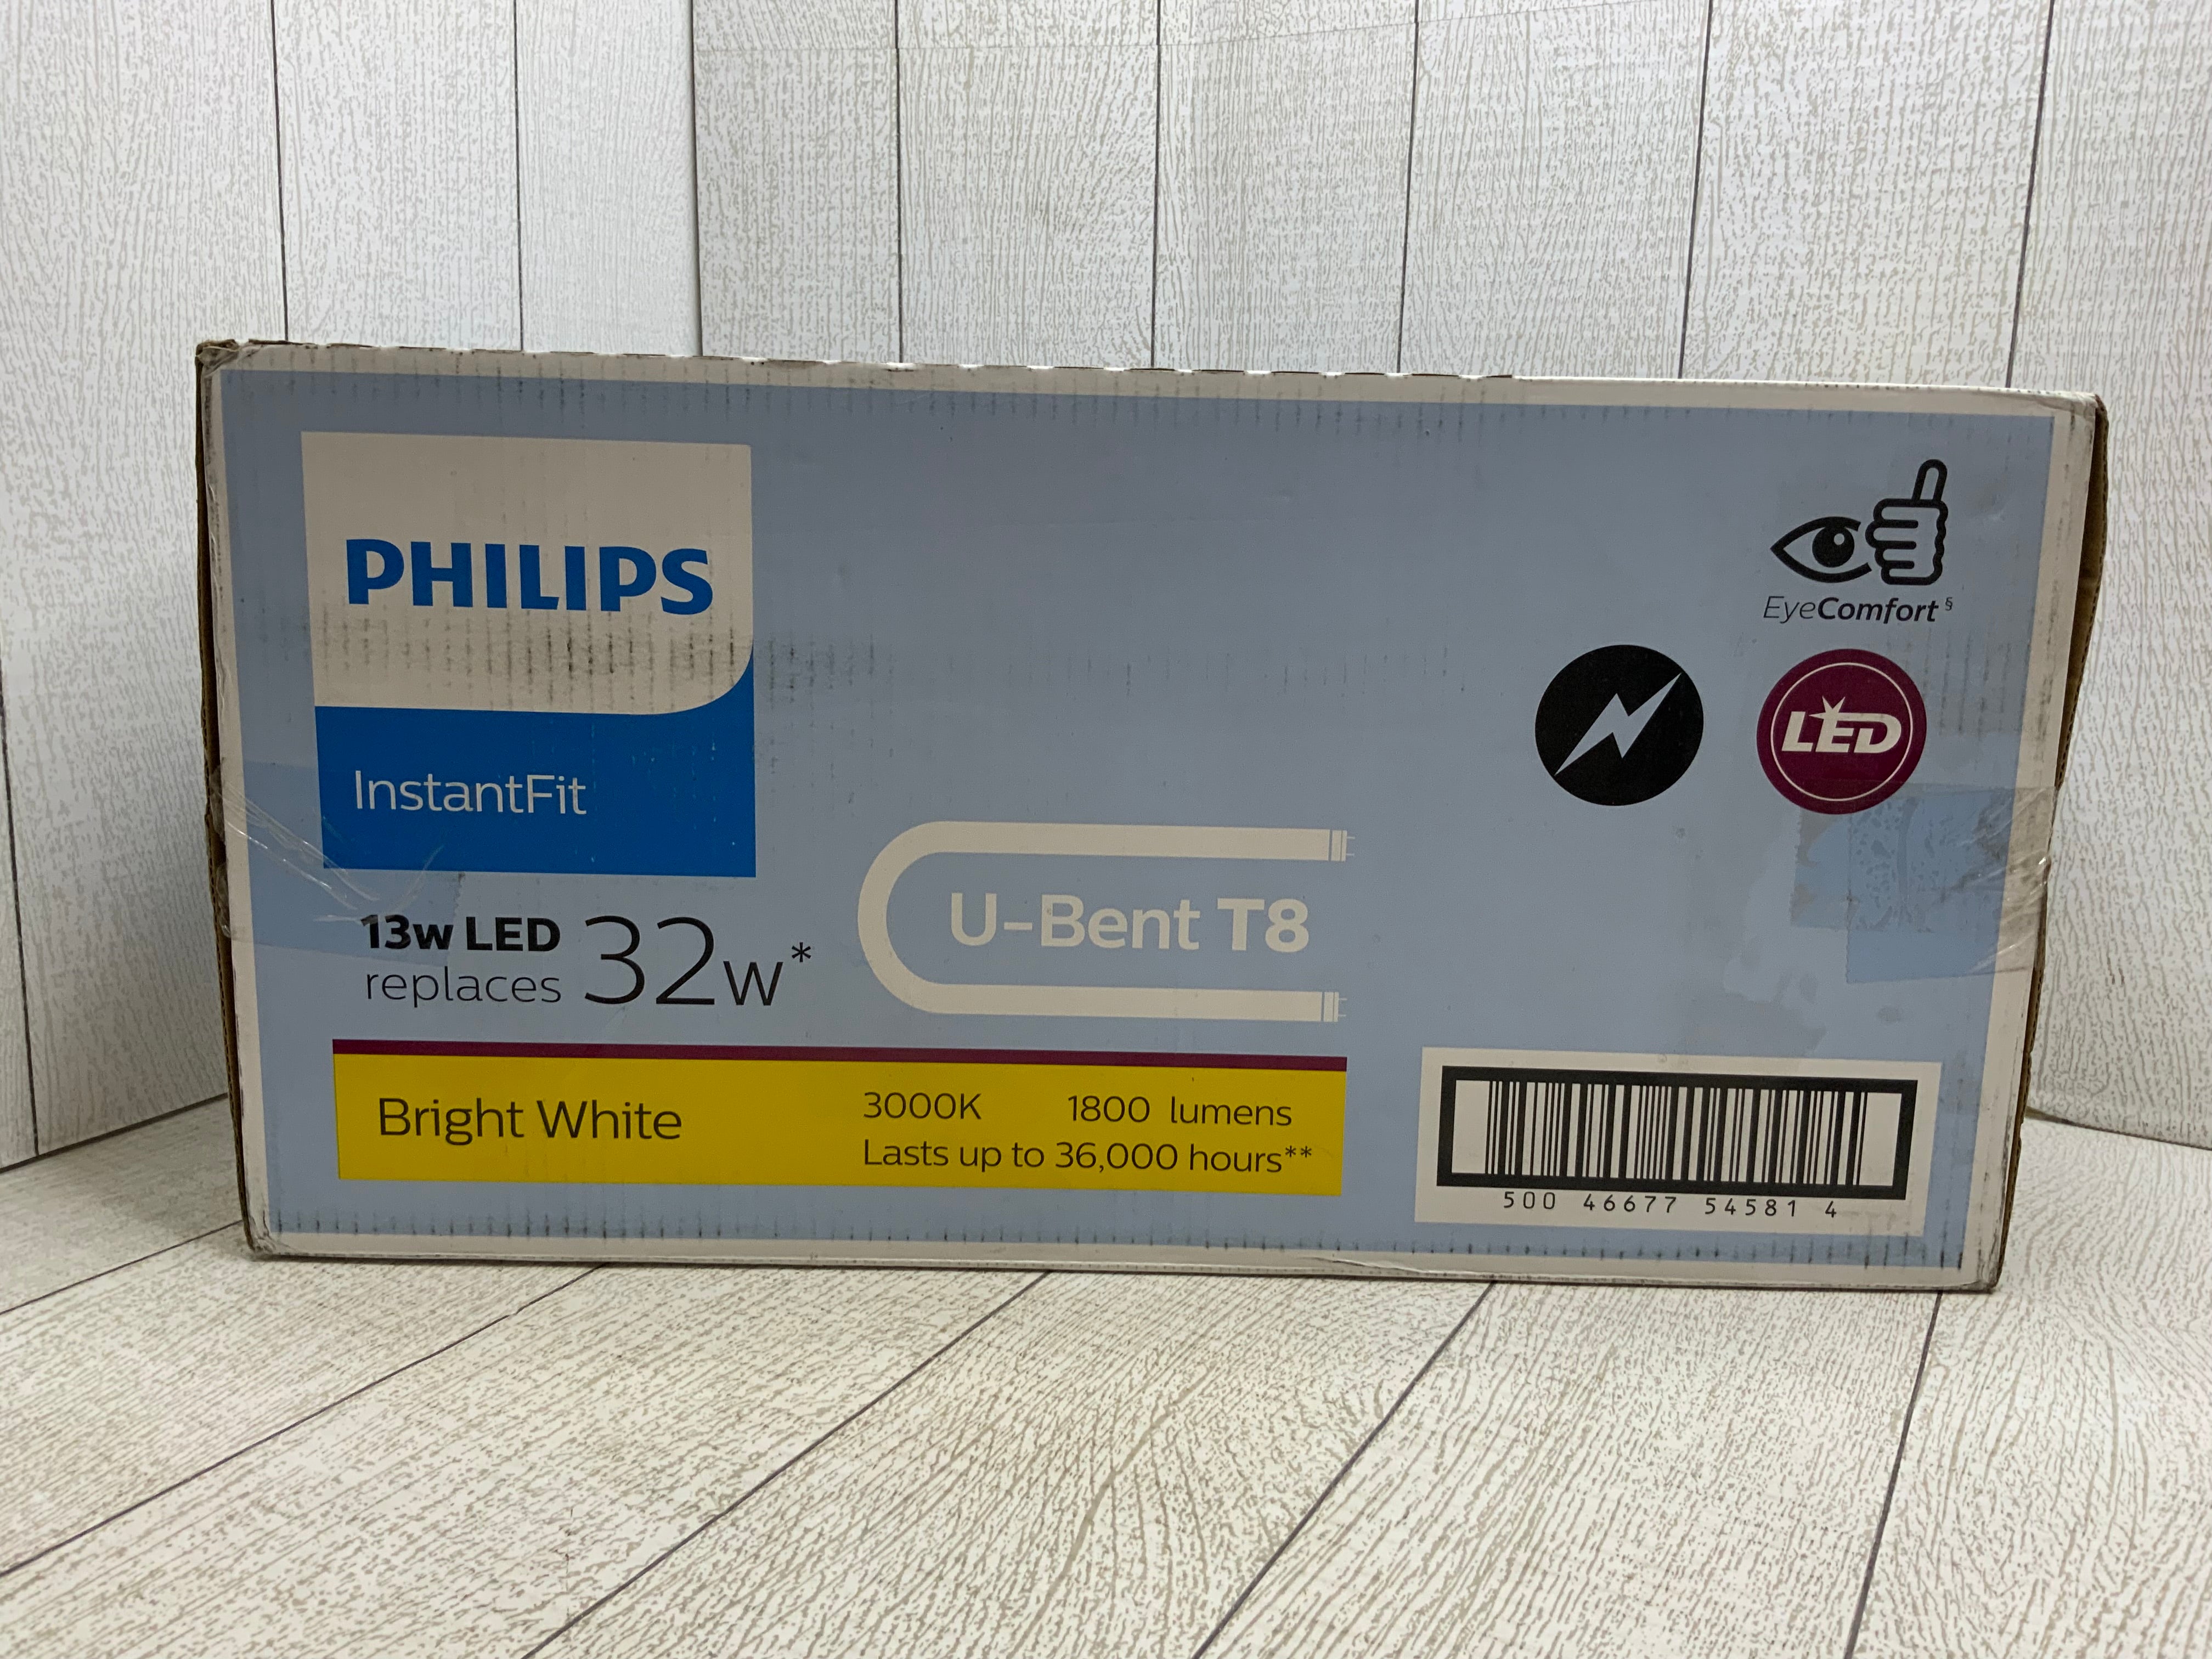 PHILIPS
InstantFit
EyeComfort§
LED
13w LED
replaces 32w*
U-Bent T8
Bright White
3000K 1800 lumens
Lasts up to 36,000 hours**
500 46677 54581 4